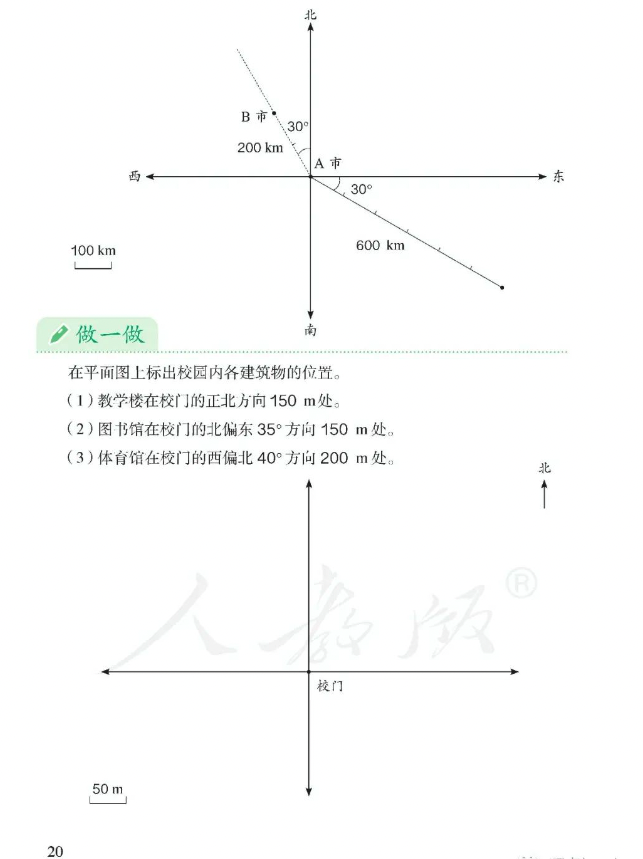 北
B 市
30°
200 km
A 市
西
东
30°
100 km
600 km
南
做一做
在平面图上标出校园内各建筑物的位置。
(1)教学楼在校门的正北方向 150 m 处。
(2)图书馆在校门的北偏东 35° 方向 150 m 处。
(3)体育馆在校门的西偏北 40° 方向 200 m 处。
北
人教版®
校门
50 m
20